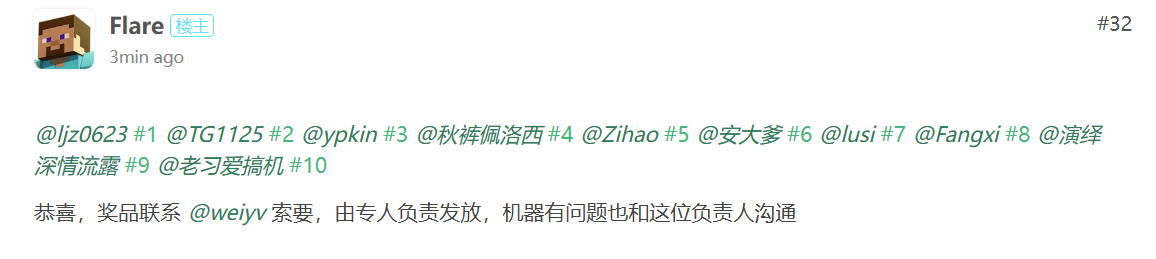 Flare 楼主 #32
3min ago
@ljz0623 #1 @TG1125 #2 @ypkin #3 @秋裤佩洛西 #4 @Zihao #5 @安大爹 #6 @lusi #7 @Fangxi #8 @演绎
深情流露 #9 @老习爱搞机 #10
恭喜，奖品联系 @weiyv 索要，由专人负责发放，机器有问题也和这位负责人沟通